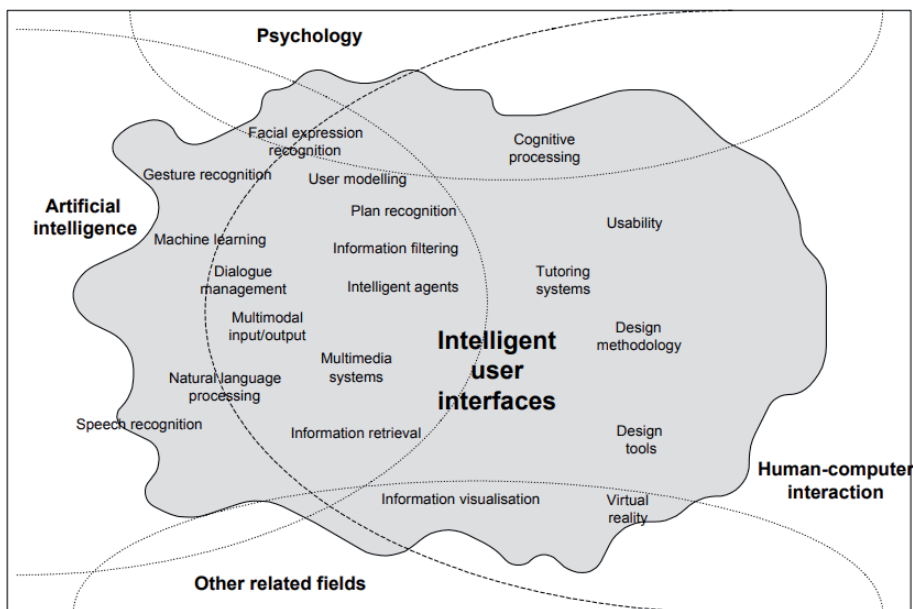 Psychology
Facial expression
recognition
Cognitive
processing
Gesture recognition
User modelling
Artificial
intelligence
Plan recognition
Usability
Machine learning
Information filtering
Dialogue
management
Intelligent agents
Tutoring
systems
Multimodal
input/output
Intelligent
user
interfaces
Design
methodology
Multimedia
systems
Natural language
processing
Speech recognition
Information retrieval
Design
tools
Human-computer
interaction
Information visualisation
Virtual
reality
Other related fields